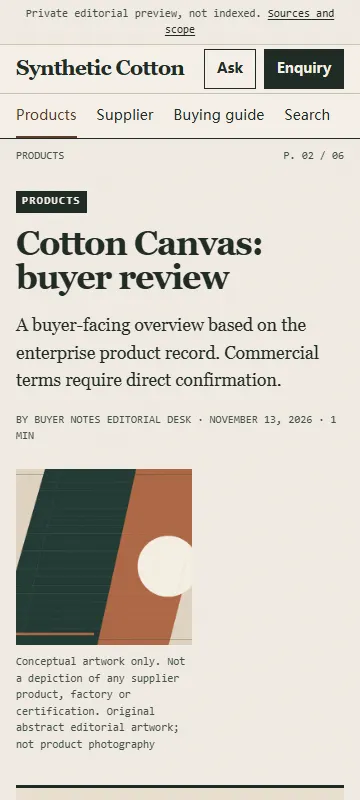 Private editorial preview, not indexed. Sources and
scope
Synthetic Cotton
Ask
Enquiry
Products
Supplier
Buying guide
Search
PRODUCTS
P. 02 / 06
PRODUCTS
Cotton Canvas:
buyer review
A buyer-facing overview based on the
enterprise product record. Commercial
terms require direct confirmation.
BY BUYER NOTES EDITORIAL DESK · NOVEMBER 13, 2026 · 1
MIN
Conceptual artwork only. Not
a depiction of any supplier
product, factory or
certification. Original
abstract editorial artwork;
not product photography